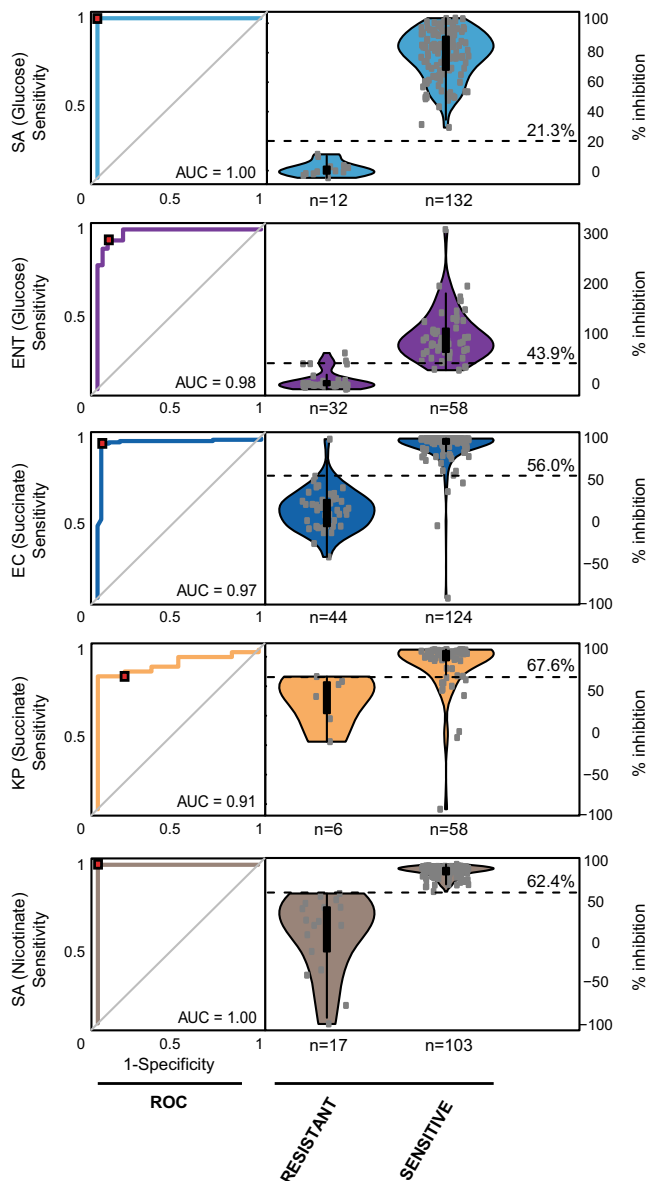 SA (Glucose)
Sensitivity
1
0.5
0
0.5
1
AUC = 1.00
100
80
60
40
20
0
% inhibition
21.3%
n=12
n=132
ENT (Glucose)
Sensitivity
1
0.5
0
0.5
1
AUC = 0.98
300
200
100
0
% inhibition
43.9%
n=32
n=58
EC (Succinate)
Sensitivity
1
0.5
0
0.5
1
AUC = 0.97
100
50
0
−50
−100
% inhibition
56.0%
n=44
n=124
KP (Succinate)
Sensitivity
1
0.5
0
0.5
1
AUC = 0.91
100
50
0
−50
−100
% inhibition
67.6%
n=6
n=58
SA (Nicotinate)
Sensitivity
1
0.5
0
0.5
1
AUC = 1.00
100
50
0
−50
−100
% inhibition
62.4%
n=17
n=103
1-Specificity
ROC
RESISTANT
SENSITIVE